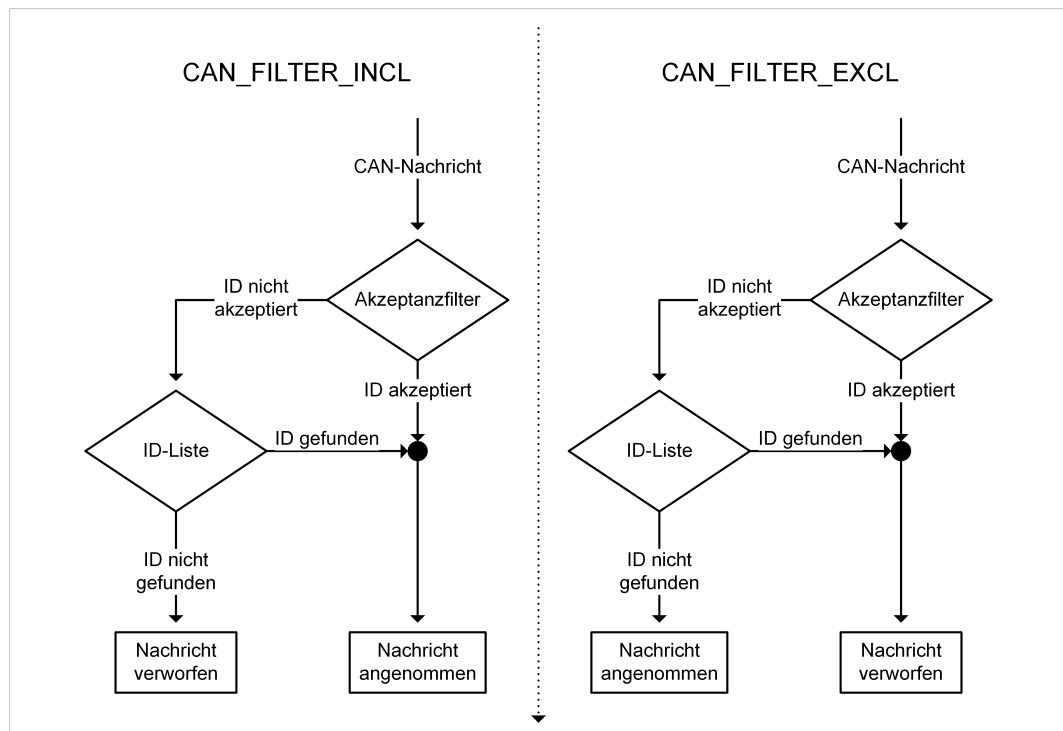 CAN_FILTER_INCL
CAN-Nachricht
Akzeptanzfilter
ID nicht
akzeptiert
ID akzeptiert
ID-Liste
ID gefunden
ID nicht
gefunden
Nachricht
verworfen
Nachricht
angenommen
CAN_FILTER_EXCL
CAN-Nachricht
Akzeptanzfilter
ID nicht
akzeptiert
ID akzeptiert
ID-Liste
ID gefunden
ID nicht
gefunden
Nachricht
angenommen
Nachricht
verworfen